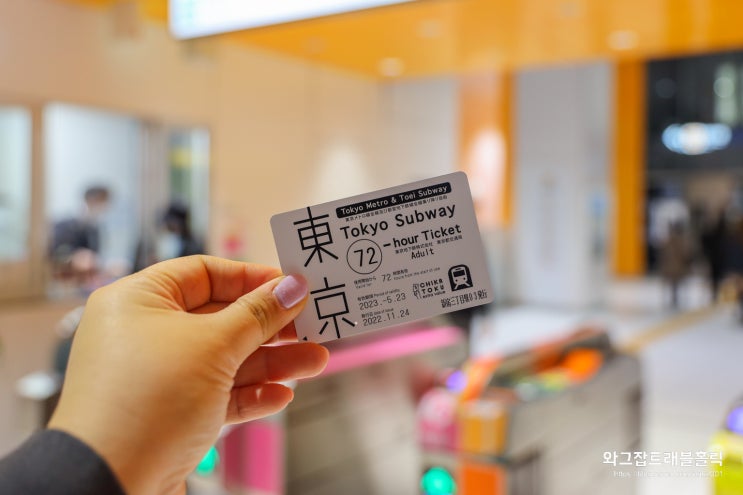 東京
Tokyo Metro & Toei Subway
Tokyo Subway
72 -hour Ticket
Adult
72
2023.-5.23
CHIKA
TOKU
2022.11.24
와그잡트래블홀릭